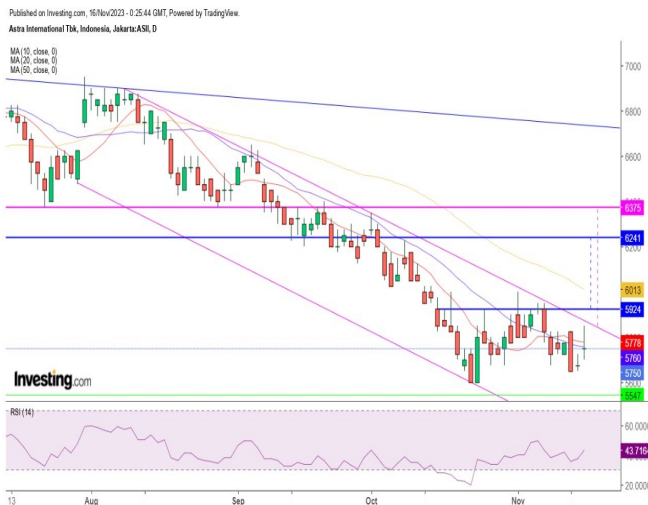 Published on Investing.com, 16/Nov/2023 - 0:25:44 GMT, Powered by TradingView.
Astra International Tbk, Indonesia, Jakarta:ASII, D
MA (10, close, 0)
MA (20, close, 0)
MA (50, close, 0)
7000
6800
6600
6375
6241
6200
6013
5924
5778
5760
5750
5547
Investing.com
RSI (14)
60.0000
43.7164
20.0000
13 Aug Sep Oct Nov